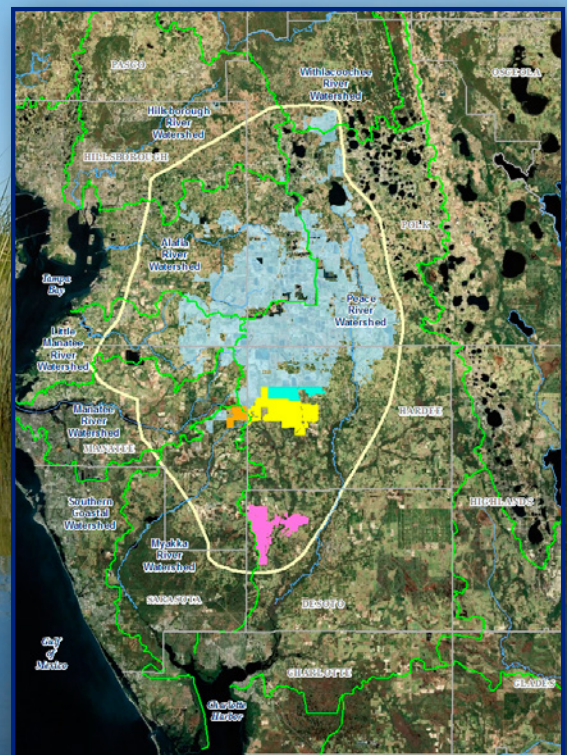 PASCO
Withlacoochee
River
Watershed
OSCEOLA
Hillsborough
River
Watershed
HILLSBOROUGH
POLK
Alafia
River
Watershed
Tampa
Bay
Peace
River
Watershed
Little
Manatee
River
Watershed
Manatee
River
Watershed
HARDEE
MANATEE
HIGHLANDS
Southern
Coastal
Watershed
Myakka
River
Watershed
SARASOTA
DESOTO
Gulf
of
Mexico
CHARLOTTE
GLADES
Charlotte
Harbor